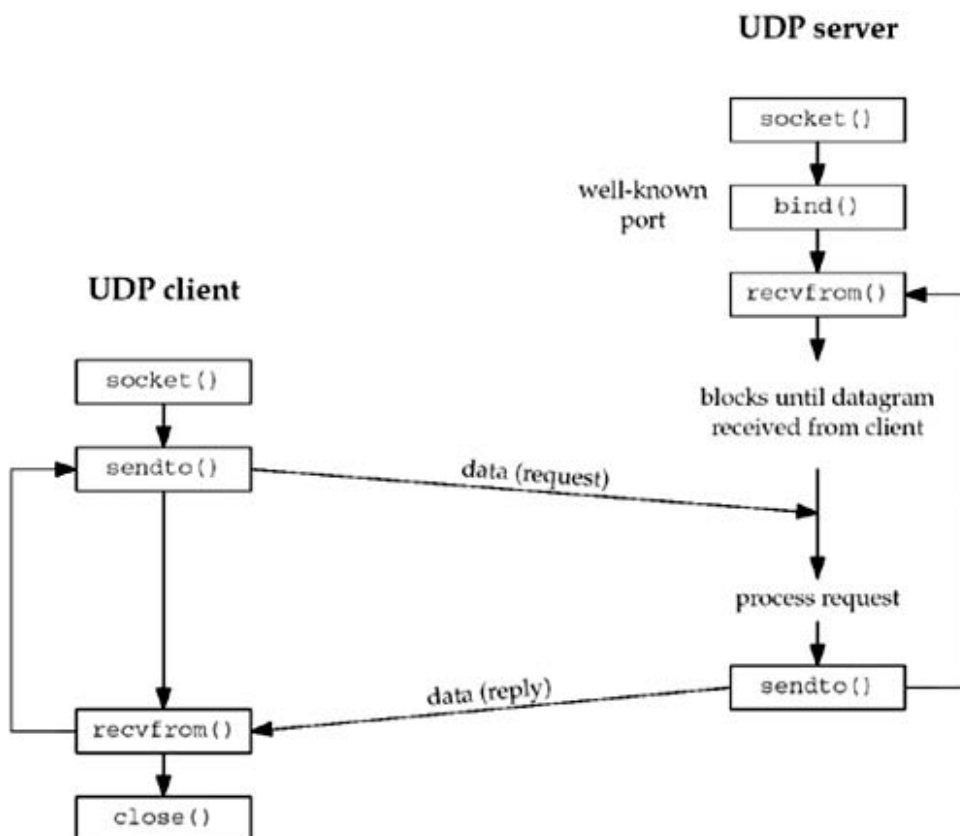 UDP server
socket()
well-known
port
bind()
recvfrom()
UDP client
socket()
blocks until datagram
received from client
sendto()
data (request)
process request
sendto()
data (reply)
recvfrom()
close()